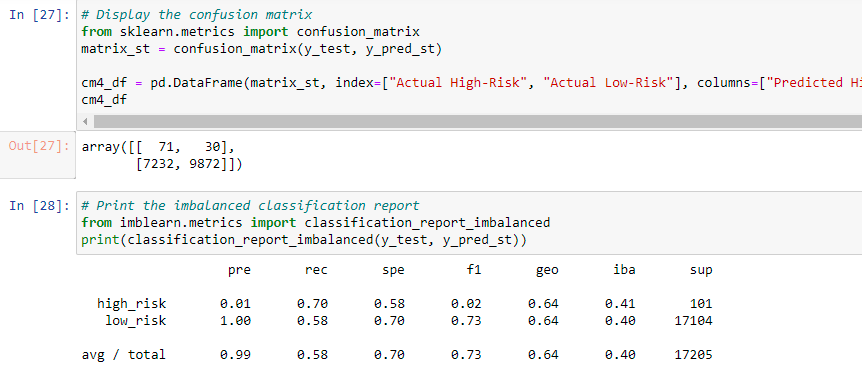 In [27]: # Display the confusion matrix
from sklearn.metrics import confusion_matrix
matrix_st = confusion_matrix(y_test, y_pred_st)
cm4_df = pd.DataFrame(matrix_st, index=["Actual High-Risk", "Actual Low-Risk"], columns=["Predicted Hi
cm4_df
Out[27]: array([[ 71, 30],
[7232, 9872]])
In [28]: # Print the imbalanced classification report
from imblearn.metrics import classification_report_imbalanced
print(classification_report_imbalanced(y_test, y_pred_st))
pre rec spe f1 geo iba sup
high_risk 0.01 0.70 0.58 0.02 0.64 0.41 101
low_risk 1.00 0.58 0.70 0.73 0.64 0.40 17104
avg / total 0.99 0.58 0.70 0.73 0.64 0.40 17205